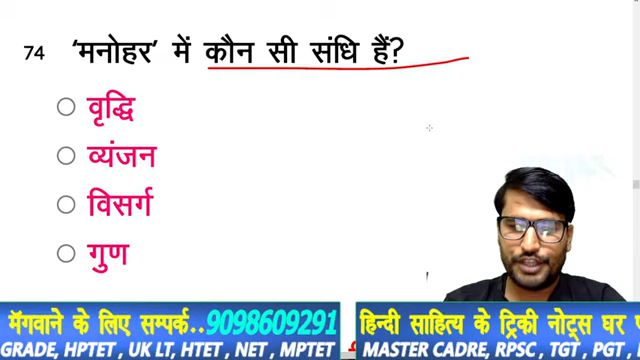 74 ‘मनोहर’ में कौन सी संधि हैं?
वृद्धि
व्यंजन
विसर्ग
गुण
मॅगवाने के लिए सम्पर्क.. 9098609291 हिन्दी साहित्य के ट्रिकी नोट्स घर
GRADE, HPTET , UK LT, HTET , NET , MPTET MASTER CADRE, RPSC , TGT , PGT ,